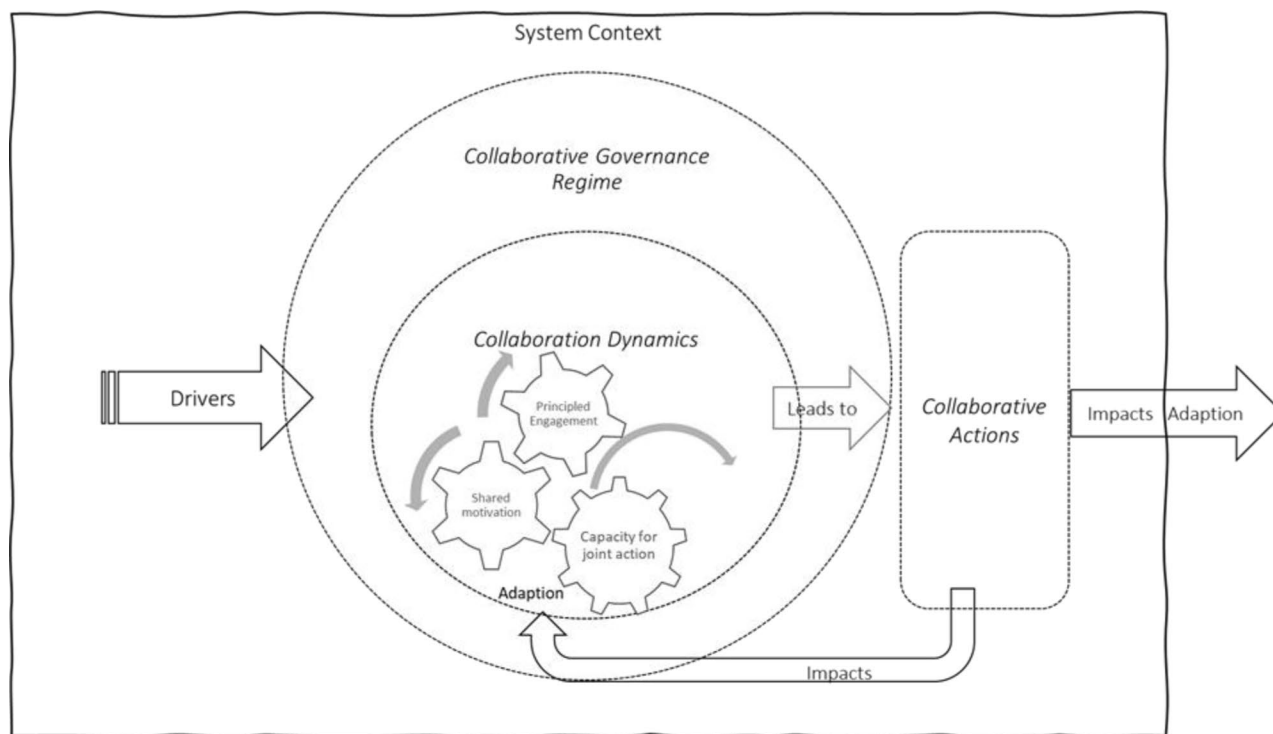 System Context
Collaborative Governance
Regime
Collaboration Dynamics
Principled
Engagement
Drivers
Leads to
Collaborative
Actions
Impacts Adaption
Shared
motivation
Capacity for
joint action
Adaption
Impacts